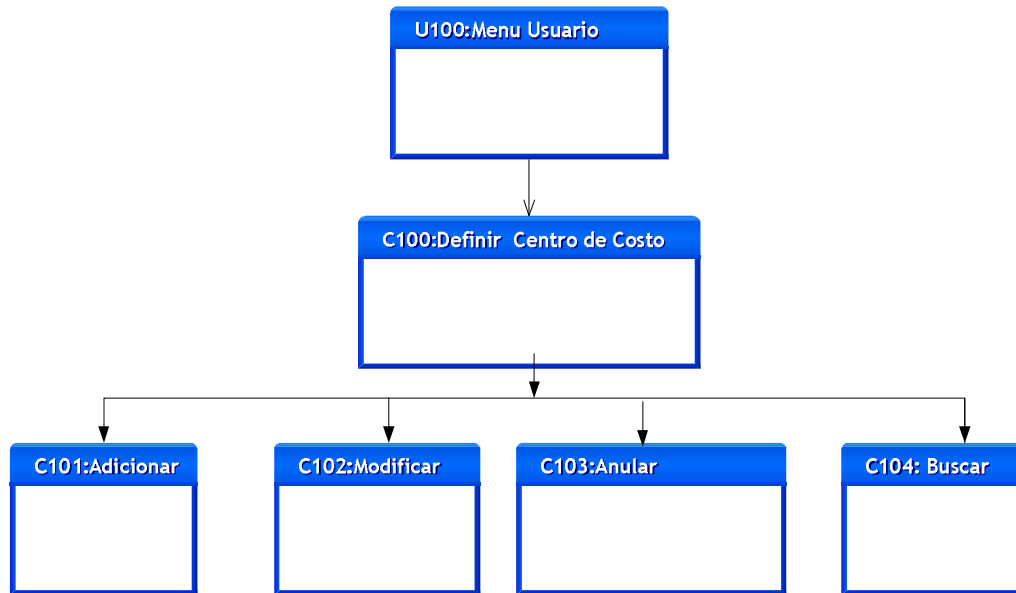 U100:Menu Usuario
C100:Definir Centro de Costo
C101:Adicionar
C102:Modificar
C103:Anular
C104: Buscar